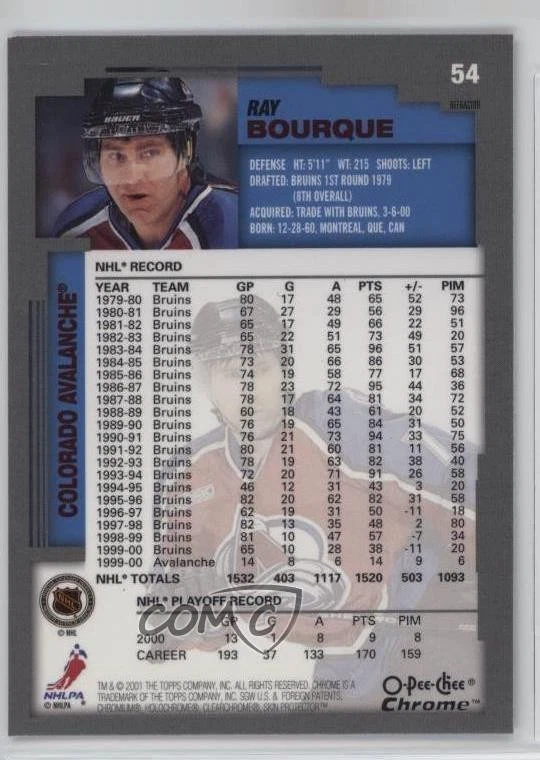 54
REFRACTOR
BAUER
RAY
BOURQUE
DEFENSE HT: 5'11" WT: 215 SHOOTS: LEFT
DRAFTED: BRUINS 1ST ROUND 1979
(8TH OVERALL)
ACQUIRED: TRADE WITH BRUINS, 3-6-00
BORN: 12-28-60, MONTREAL, QUE, CAN
COLORADO AVALANCHE®
NHL® RECORD
YEAR TEAM GP G A PTS +/- PIM
1979-80 Bruins 80 17 48 65 52 73
1980-81 Bruins 67 27 29 56 29 96
1981-82 Bruins 65 17 49 66 22 51
1982-83 Bruins 65 22 51 73 49 20
1983-84 Bruins 78 31 65 96 51 57
1984-85 Bruins 73 20 66 86 30 53
1985-86 Bruins 74 19 58 77 17 68
1986-87 Bruins 78 23 72 95 44 36
1987-88 Bruins 78 17 64 81 34 72
1988-89 Bruins 60 18 43 61 20 52
1989-90 Bruins 76 19 65 84 31 50
1990-91 Bruins 76 21 73 94 33 75
1991-92 Bruins 80 21 60 81 11 56
1992-93 Bruins 78 19 63 82 38 40
1993-94 Bruins 72 20 71 91 26 58
1994-95 Bruins 46 12 31 43 3 20
1995-96 Bruins 82 20 62 82 31 58
1996-97 Bruins 62 19 31 50 -11 18
1997-98 Bruins 82 13 35 48 2 80
1998-99 Bruins 81 10 47 57 -7 34
1999-00 Bruins 65 10 28 38 -11 20
1999-00 Avalanche 14 8 6 14 9 6
NHL® TOTALS 1532 403 1117 1520 503 1093
NHL® PLAYOFF RECORD
GP G A PTS PIM
2000 13 1 8 9 8
CAREER 193 37 133 170 159
COMC
NHL
© NHL
NHLPA
© NHLPA
TM & © 2001 THE TOPPS COMPANY, INC. ALL RIGHTS RESERVED. CHROME IS A
TRADEMARK OF THE TOPPS COMPANY, INC. SGW U.S. & FOREIGN PATENTS,
CHROMIUM®, HOLOCHROME®, CLEARCHROME®, SKIN PROTECTOR™
O-Pee-Chee®
Chrome™